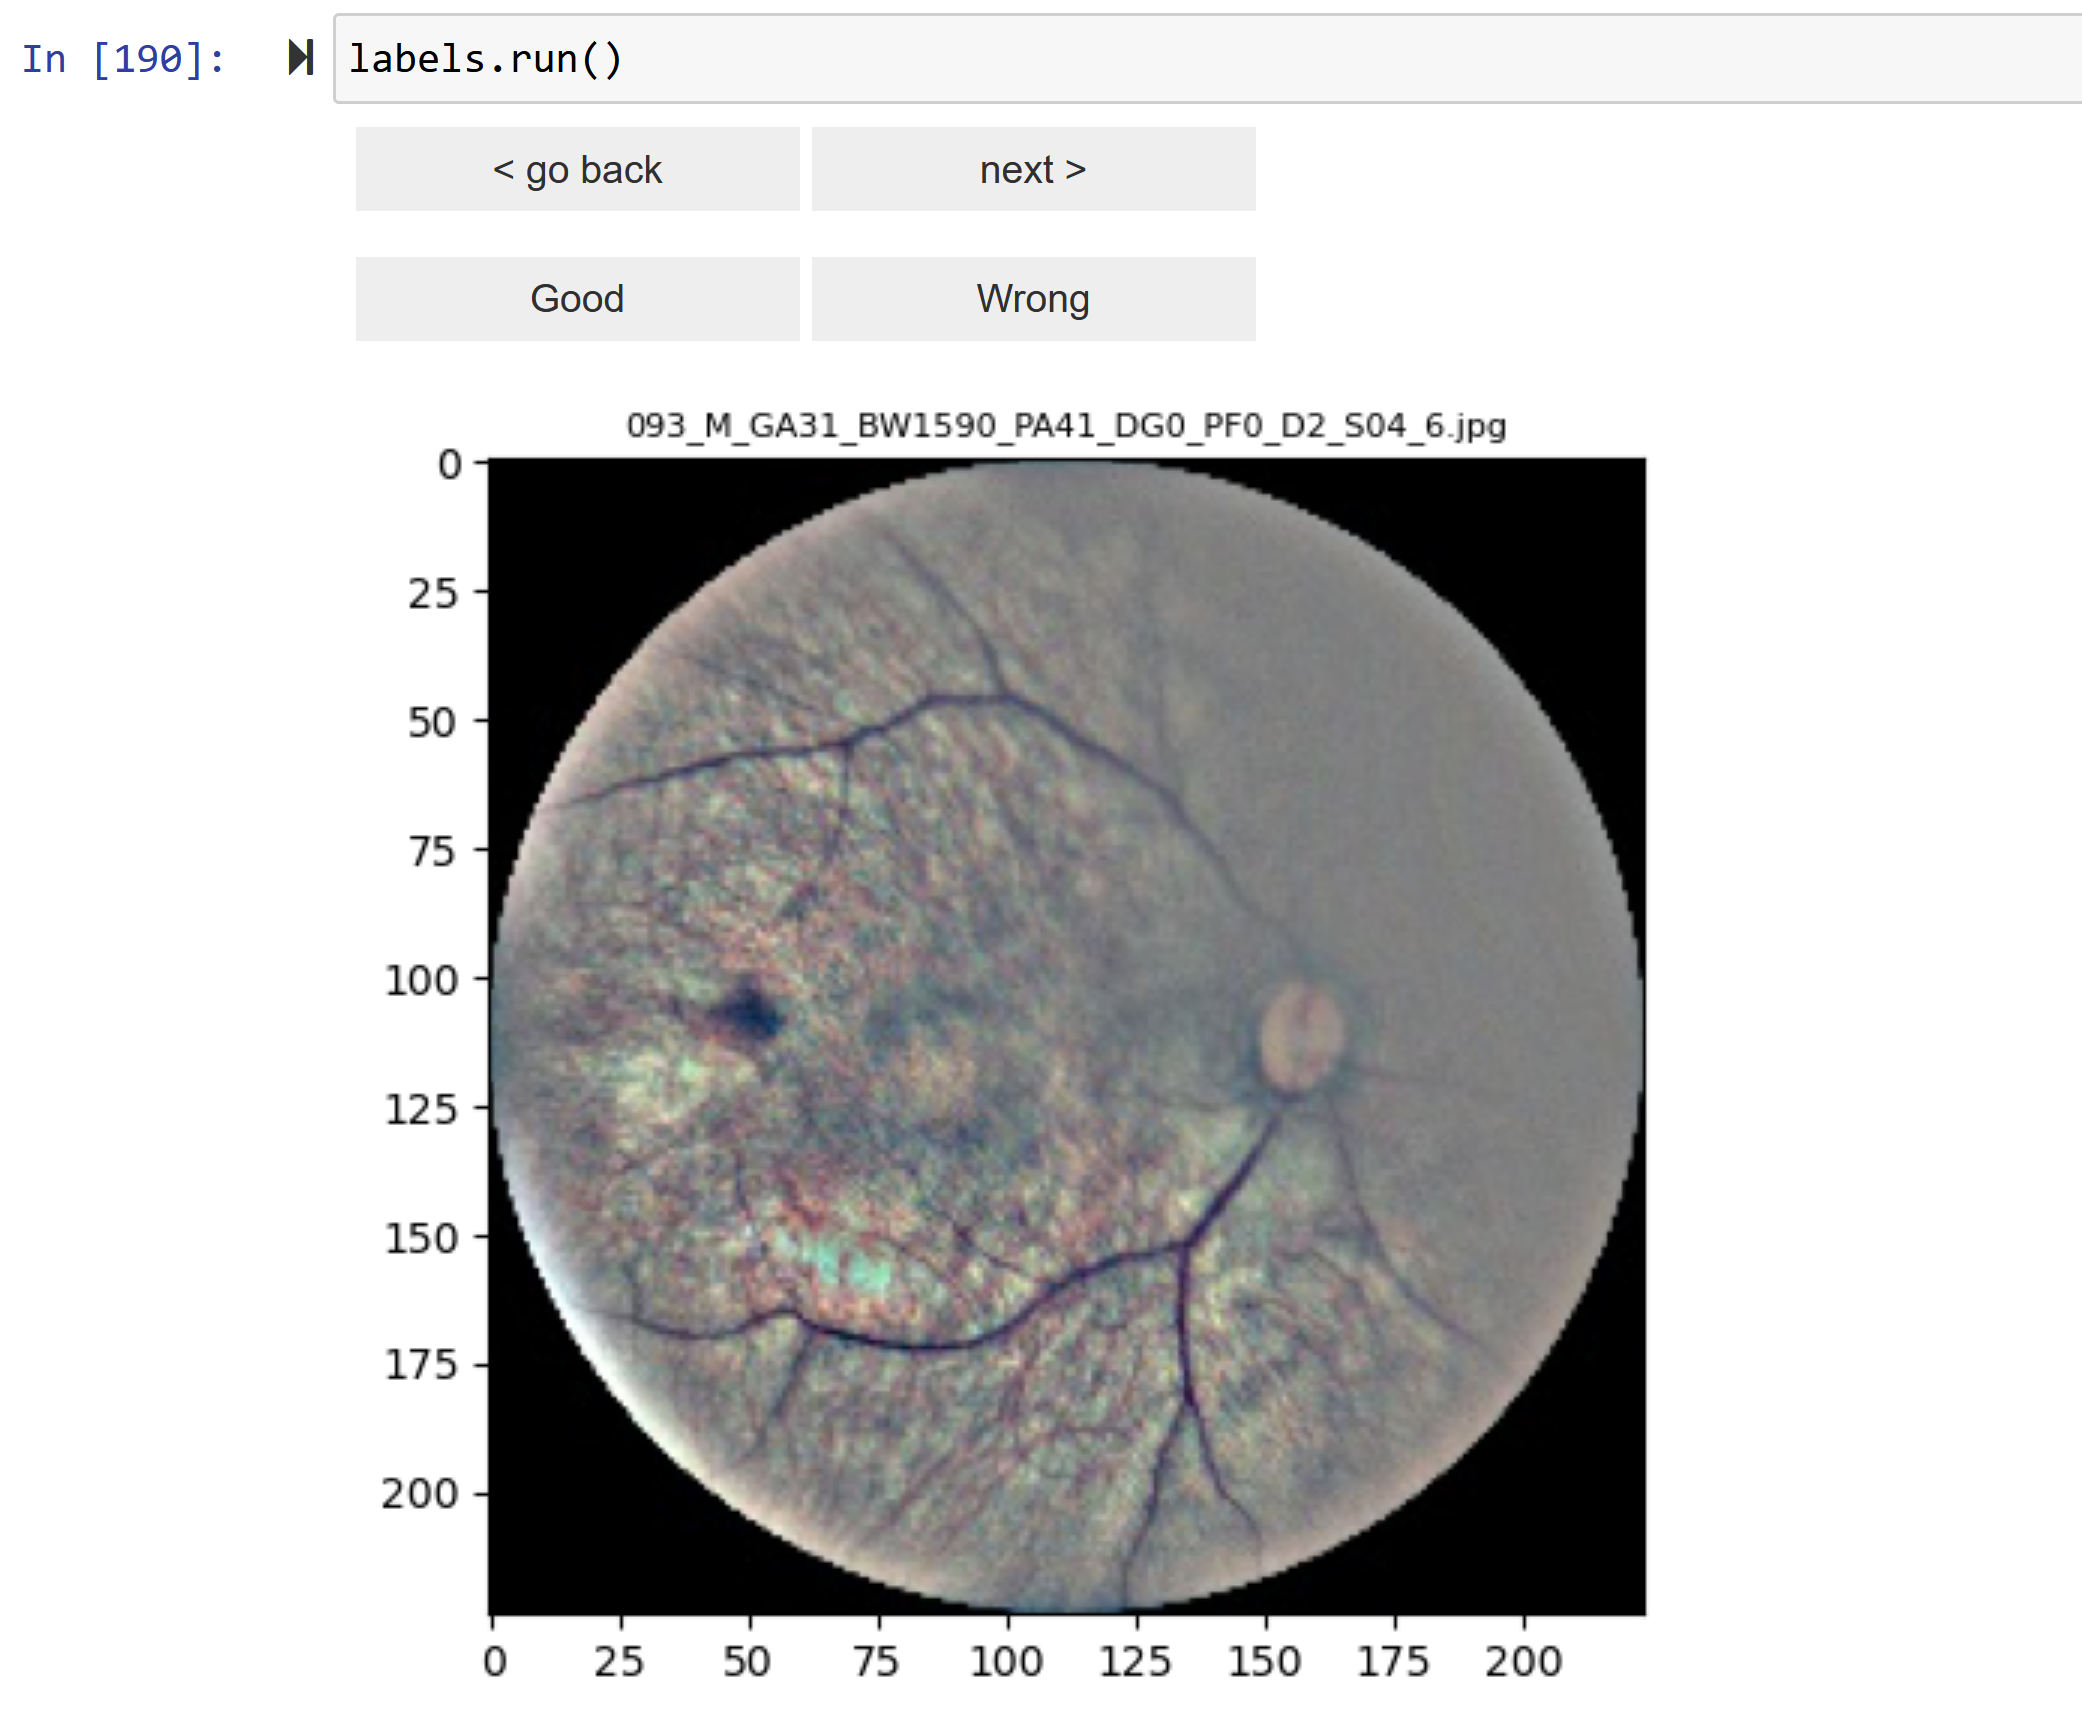 In [190]: labels.run()
< go back next >
Good Wrong
093_M_GA31_BW1590_PA41_DG0_PF0_D2_S04_6.jpg
0
25
50
75
100
125
150
175
200
0 25 50 75 100 125 150 175 200